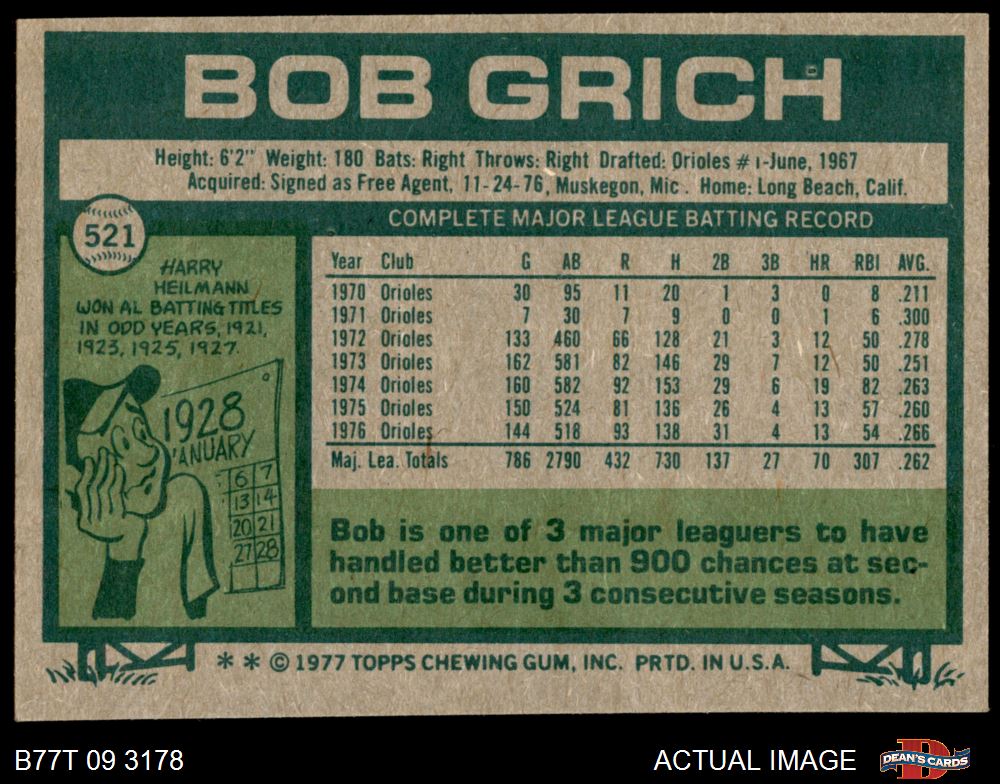 BOB GRICH
Height: 6'2" Weight: 180 Bats: Right Throws: Right Drafted: Orioles #1-June, 1967
Acquired: Signed as Free Agent, 11-24-76, Muskegon, Mic. Home: Long Beach, Calif.
521
COMPLETE MAJOR LEAGUE BATTING RECORD
HARRY
HEILMANN
WON AL BATTING TITLES
IN ODD YEARS, 1921,
1923, 1925, 1927.
1928
'ANUARY
6 7
13 14
20 21
27 28
Year Club G AB R H 2B 3B HR RBI AVG.
1970 Orioles 30 95 11 20 1 3 0 8 .211
1971 Orioles 7 30 7 9 0 0 1 6 .300
1972 Orioles 133 460 66 128 21 3 12 50 .278
1973 Orioles 162 581 82 146 29 7 12 50 .251
1974 Orioles 160 582 92 153 29 6 19 82 .263
1975 Orioles 150 524 81 136 26 4 13 57 .260
1976 Orioles 144 518 93 138 31 4 13 54 .266
Maj. Lea. Totals 786 2790 432 730 137 27 70 307 .262
Bob is one of 3 major leaguers to have
handled better than 900 chances at sec-
ond base during 3 consecutive seasons.
* * © 1977 TOPPS CHEWING GUM, INC. PRTD. IN U.S.A.
B77T 09 3178
ACTUAL IMAGE
DEAN'S CARDS